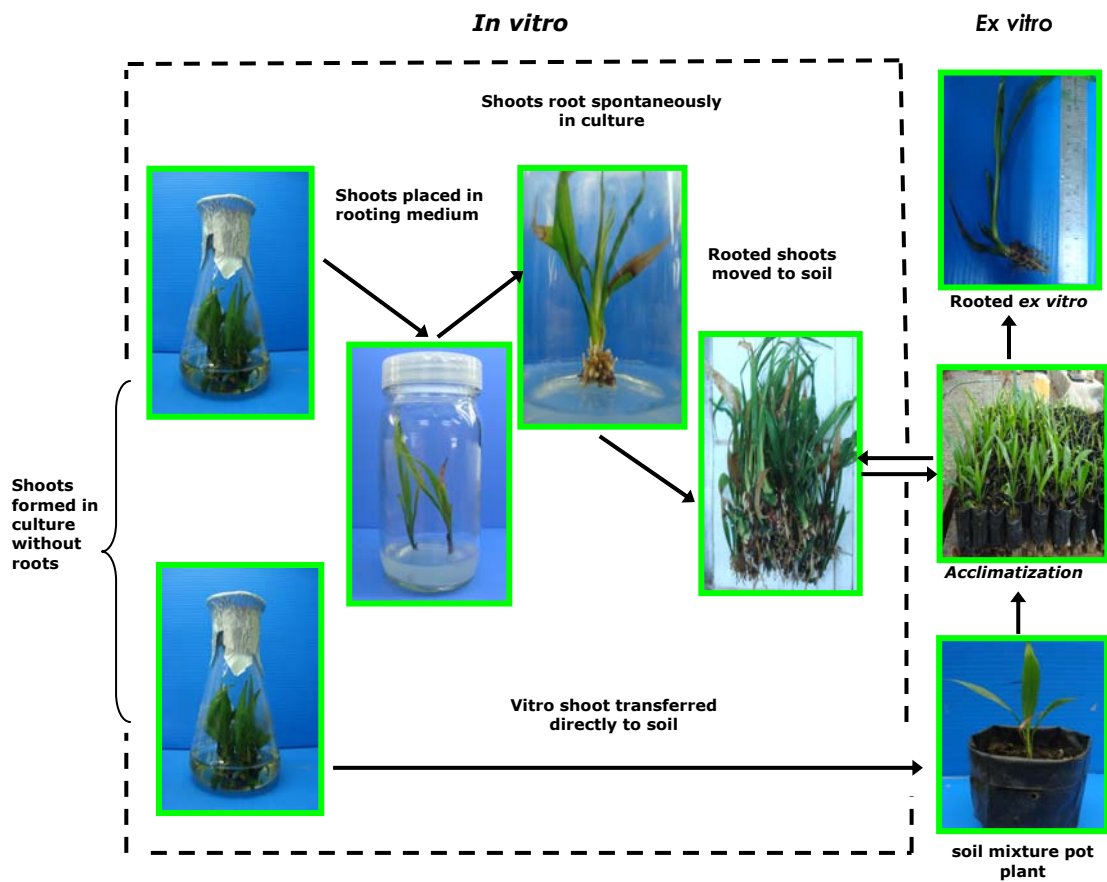 In vitro
Ex vitro
Shoots root spontaneously
in culture
Shoots placed in
rooting medium
Rooted shoots
moved to soil
Rooted ex vitro
Shoots
formed in
culture
without
roots
Acclimatization
Vitro shoot transferred
directly to soil
soil mixture pot
plant